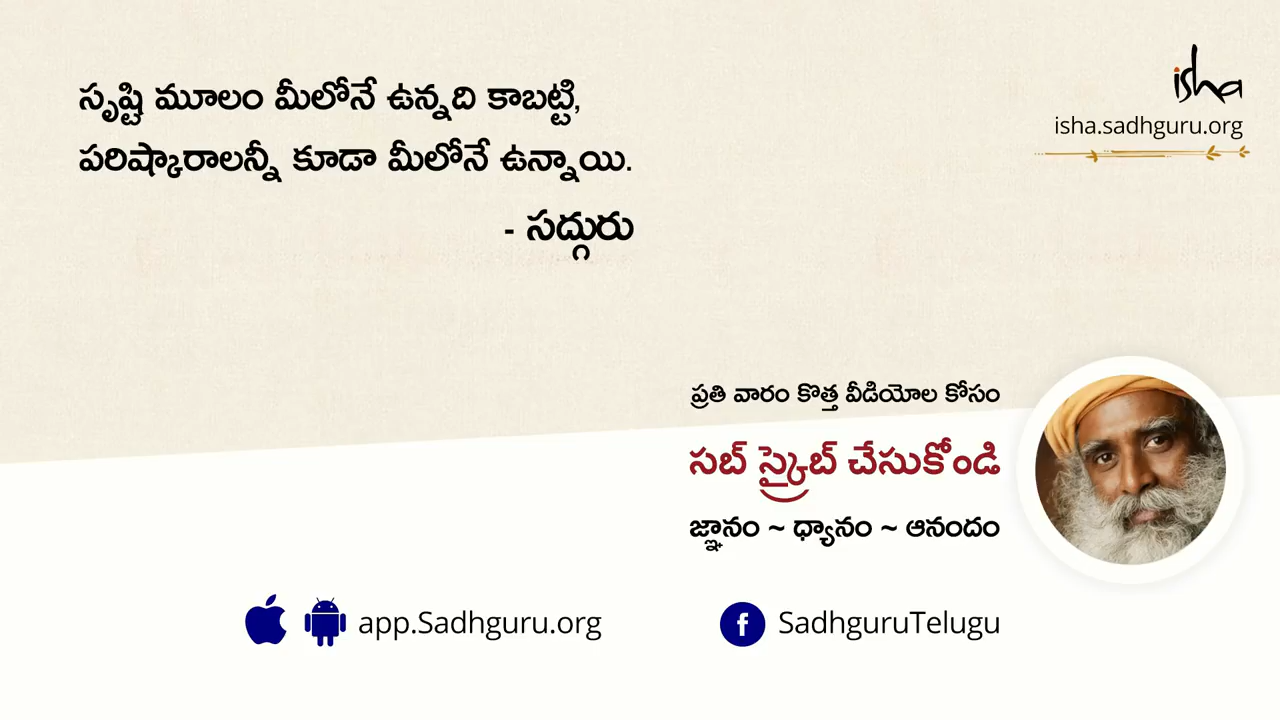 సృష్టి మూలం మీలోనే ఉన్నది కాబట్టి,
పరిష్కారాలన్నీ కూడా మీలోనే ఉన్నాయి.
- సద్గురు
isha
isha.sadhguru.org
ప్రతి వారం కొత్త వీడియోల కోసం
సబ్ స్క్రైబ్ చేసుకోండి
జ్ఞానం ~ ధ్యానం ~ ఆనందం
app.Sadhguru.org
f SadhguruTelugu